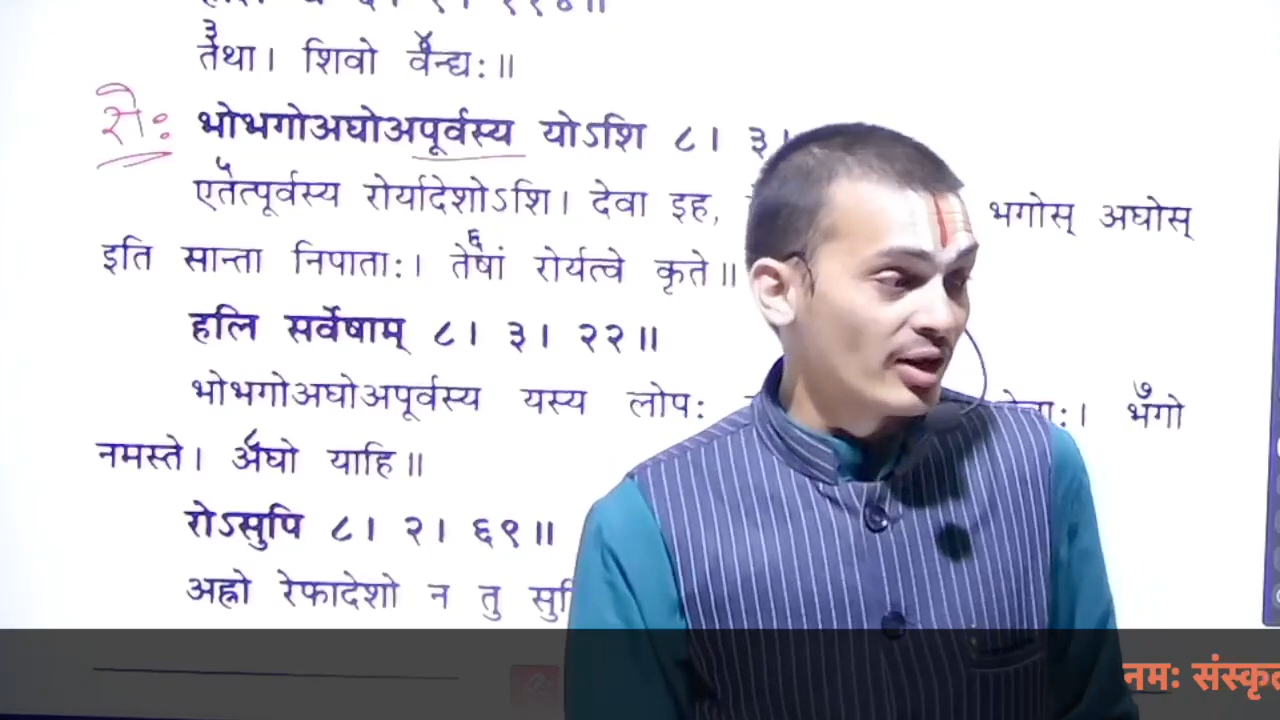 तथा। शिवो वन्द्यः॥
रोः भोभगोअघोअपूर्वस्य योऽशि ८। ३।
एतत्पूर्वस्य रोर्यादेशोऽशि। देवा इह, भगोस् अघोस्
इति सान्ता निपाताः। तेषां रोर्यत्वे कृते॥
हलि सर्वेषाम् ८। ३। २२॥
भोभगोअघोअपूर्वस्य यस्य लोपः भगो
नमस्ते। अघो याहि॥
रोऽसुपि ८। २। ६९॥
अह्नो रेफादेशो न तु
नमः